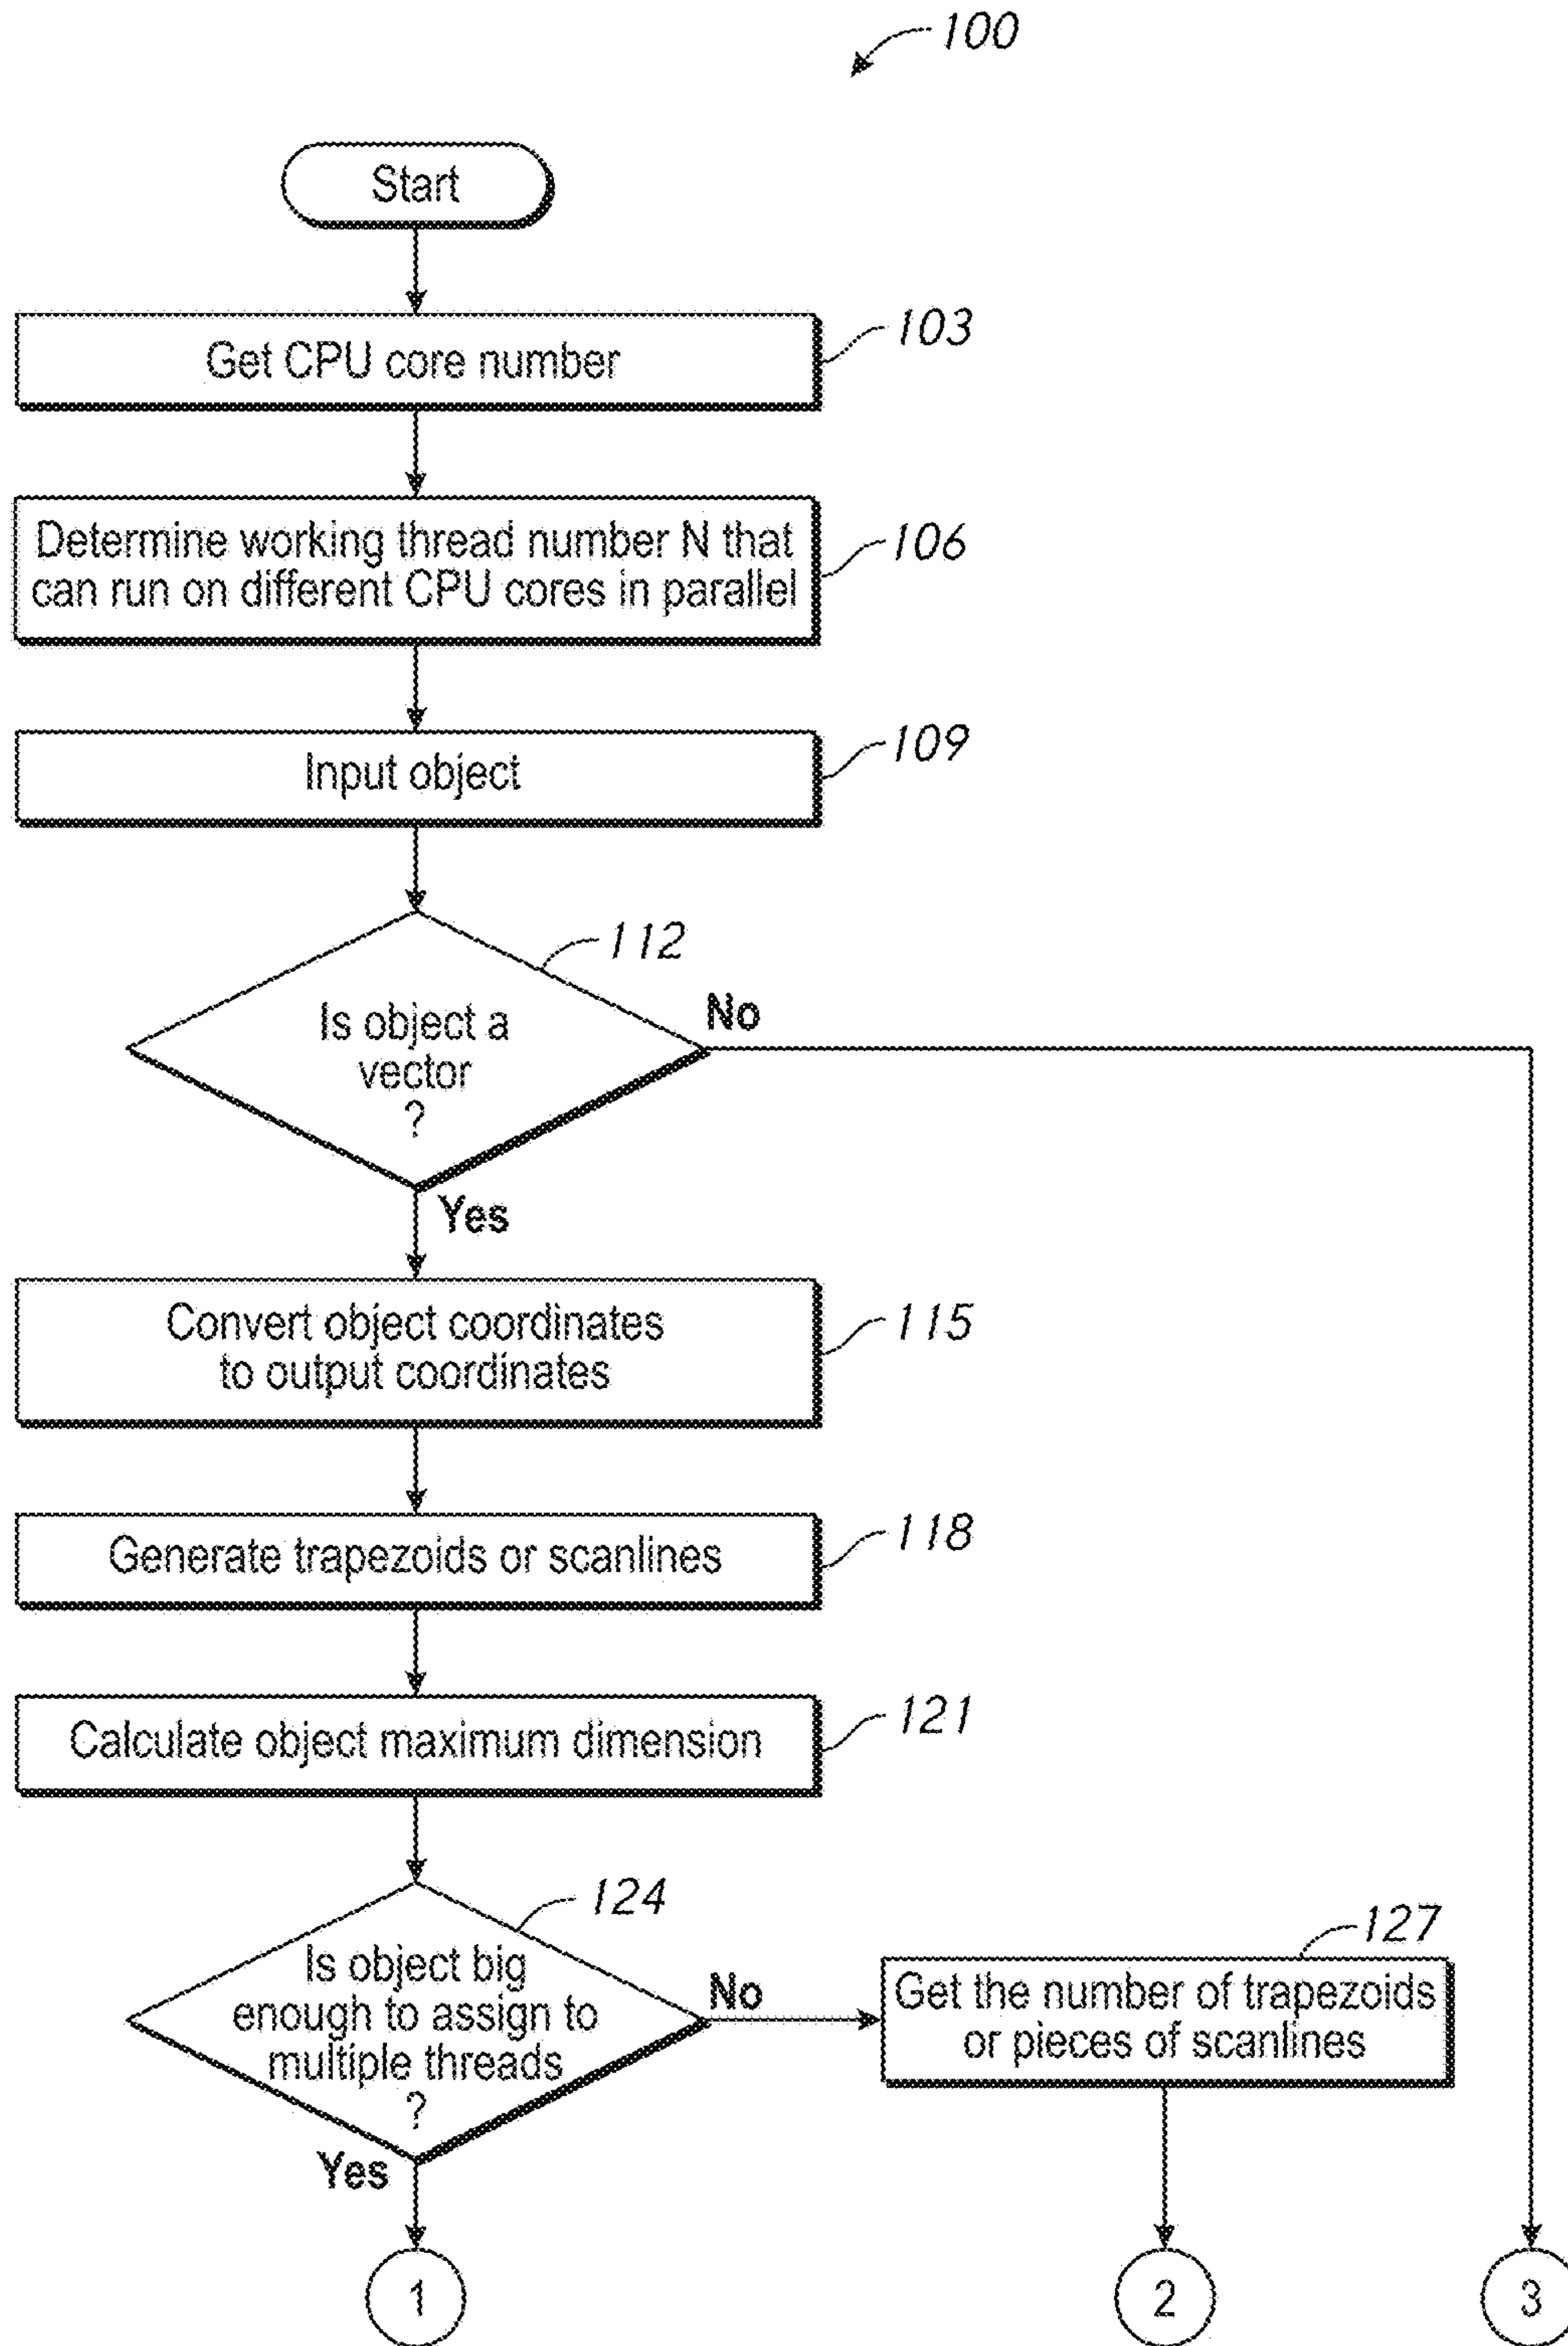 100
Start
Get CPU core number
103
Determine working thread number N that
can run on different CPU cores in parallel
106
Input object
109
112
Is object a
vector
?
No
Yes
Convert object coordinates
to output coordinates
115
Generate trapezoids or scanlines
118
Calculate object maximum dimension
121
124
Is object big
enough to assign to
multiple threads
?
No
Yes
127
Get the number of trapezoids
or pieces of scanlines
1
2
3